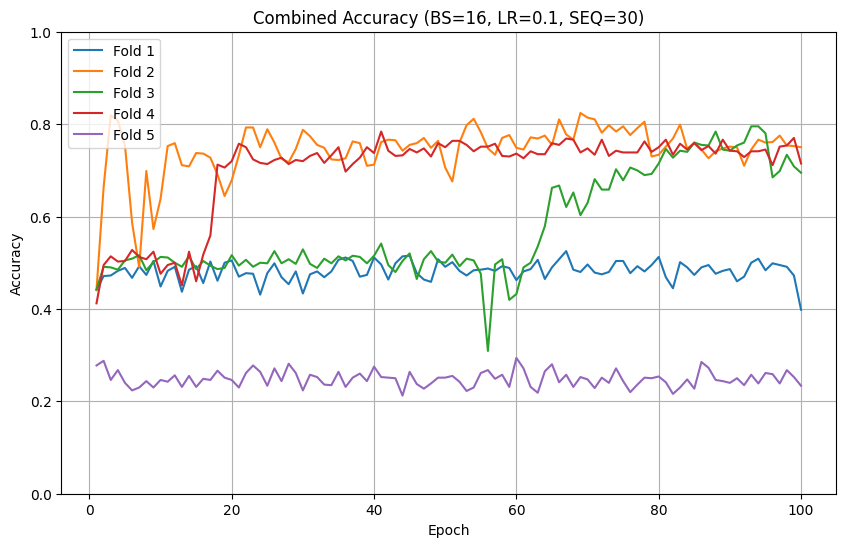 Combined Accuracy (BS=16, LR=0.1, SEQ=30)
Fold 1
Fold 2
Fold 3
Fold 4
Fold 5
Accuracy
1.0
0.8
0.6
0.4
0.2
0.0
0 20 40 60 80 100
Epoch